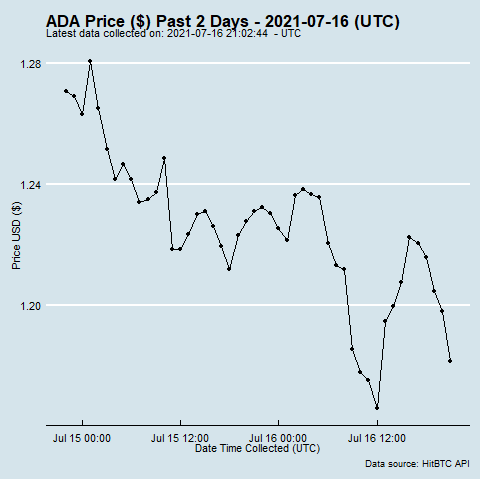 ADA Price ($) Past 2 Days - 2021-07-16 (UTC)
Latest data collected on: 2021-07-16 21:02:44  - UTC
1.28
1.24
1.20
Price USD ($)
Jul 15 00:00 Jul 15 12:00 Jul 16 00:00 Jul 16 12:00
Date Time Collected (UTC)
Data source: HitBTC API